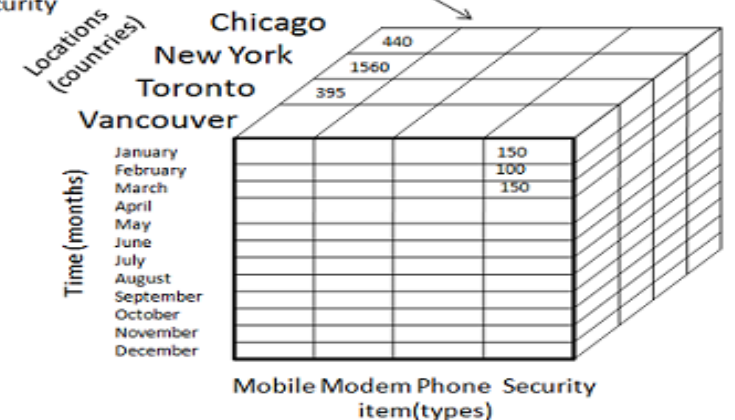 urity
Locations
(countries)
Chicago
New York
Toronto
Vancouver
440
1560
395
Time(months)
January
February
March
April
May
June
July
August
September
October
November
December
150
100
150
Mobile Modem Phone Security
item(types)